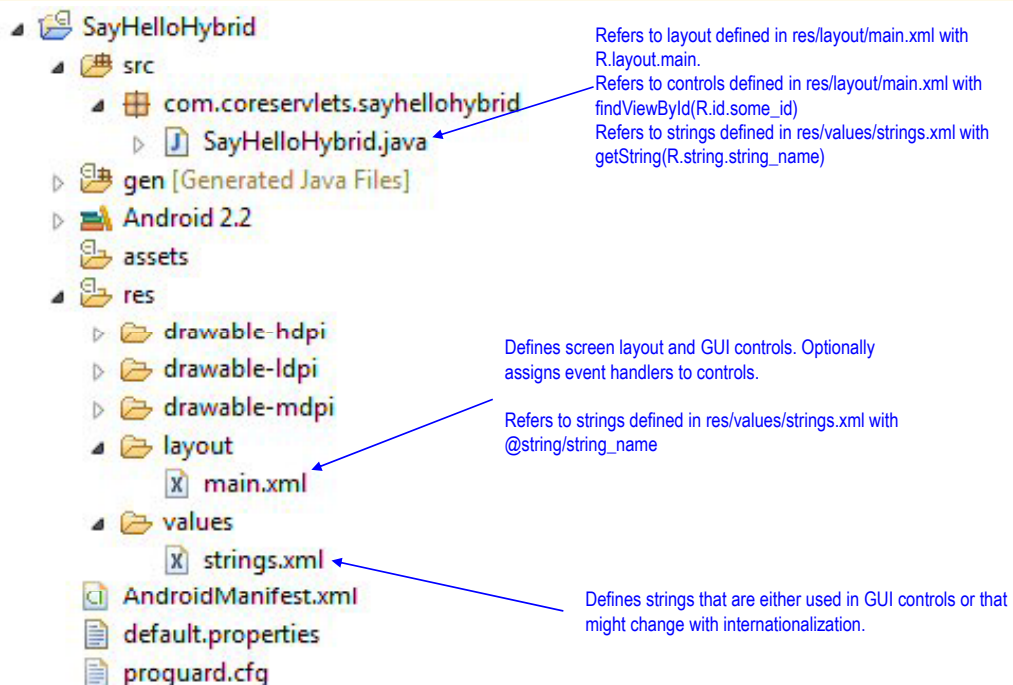 SayHelloHybrid
src
com.coreservlets.sayhellohybrid
SayHelloHybrid.java
gen [Generated Java Files]
Android 2.2
assets
res
drawable-hdpi
drawable-ldpi
drawable-mdpi
layout
main.xml
values
strings.xml
AndroidManifest.xml
default.properties
proguard.cfg
Refers to layout defined in res/layout/main.xml with
R.layout.main.
Refers to controls defined in res/layout/main.xml with
findViewById(R.id.some_id)
Refers to strings defined in res/values/strings.xml with
getString(R.string.string_name)
Defines screen layout and GUI controls. Optionally
assigns event handlers to controls.
Refers to strings defined in res/values/strings.xml with
@string/string_name
Defines strings that are either used in GUI controls or that
might change with internationalization.